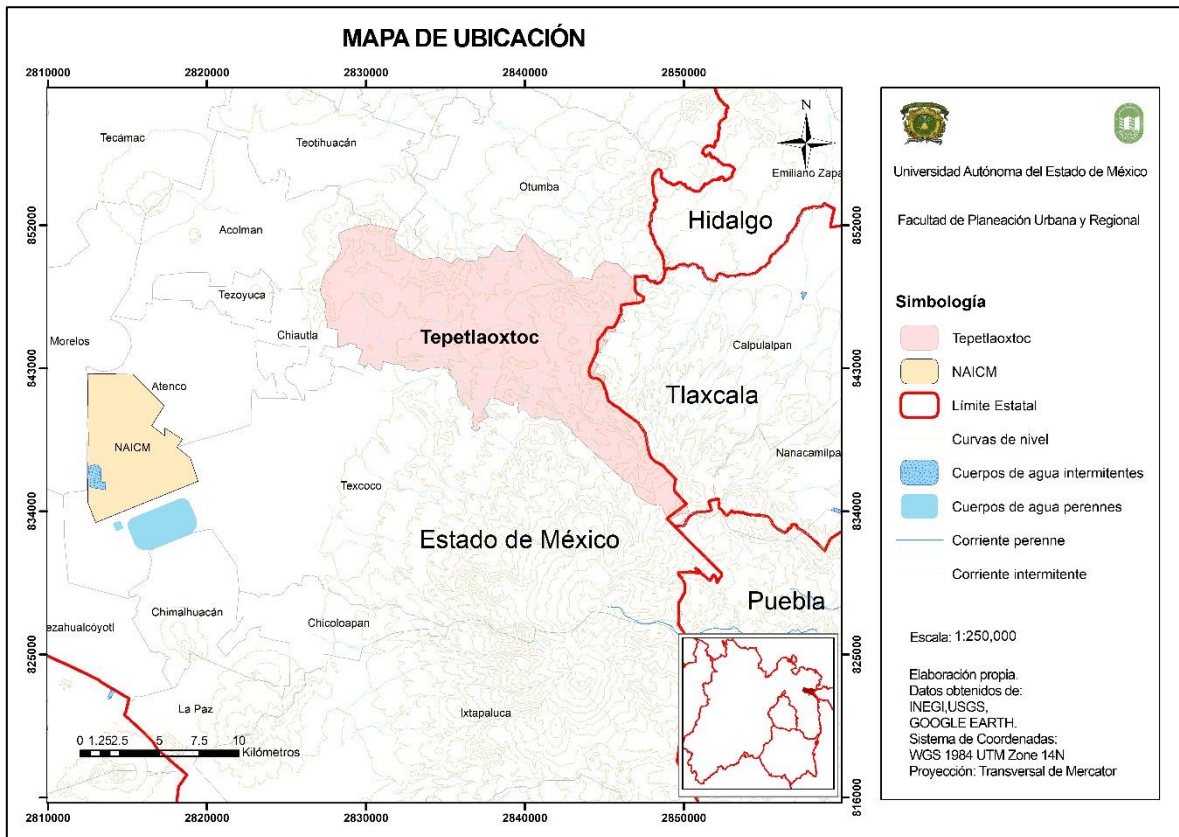 MAPA DE UBICACIÓN
2810000 2820000 2830000 2840000 2850000
N
Tecámac
Teotihuacán
Otumba
Emiliano Zapa
Hidalgo
852000
852000
Acolman
Tezoyuca
Chiautla
Tepetlaoxtoc
Morelos
Calpulalpan
843000
843000
Atenco
Tlaxcala
NAICM
Nanacamilpa
Texcoco
834000
834000
Estado de México
Puebla
Chimalhuacán
Chicoloapan
ezahualcóyotl
825000
825000
La Paz
Ixtapaluca
0 1.25 2.5 5 7.5 10
Kilómetros
816000
816000
2810000 2820000 2830000 2840000 2850000
Universidad Autónoma del Estado de México
Facultad de Planeación Urbana y Regional
Simbología
Tepetlaoxtoc
NAICM
Límite Estatal
Curvas de nivel
Cuerpos de agua intermitentes
Cuerpos de agua perennes
Corriente perenne
Corriente intermitente
Escala: 1:250,000
Elaboración propia.
Datos obtenidos de:
INEGI,USGS,
GOOGLE EARTH.
Sistema de Coordenadas:
WGS 1984 UTM Zone 14N
Proyección: Transversal de Mercator